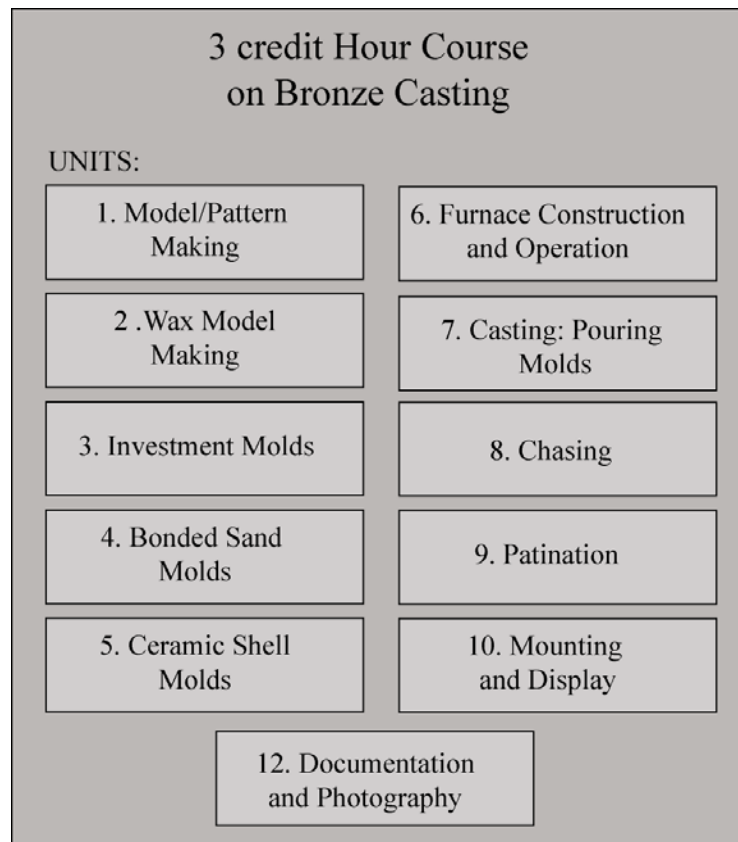 3 credit Hour Course
on Bronze Casting
UNITS:
1. Model/Pattern
Making
2 .Wax Model
Making
3. Investment Molds
4. Bonded Sand
Molds
5. Ceramic Shell
Molds
6. Furnace Construction
and Operation
7. Casting: Pouring
Molds
8. Chasing
9. Patination
10. Mounting
and Display
12. Documentation
and Photography